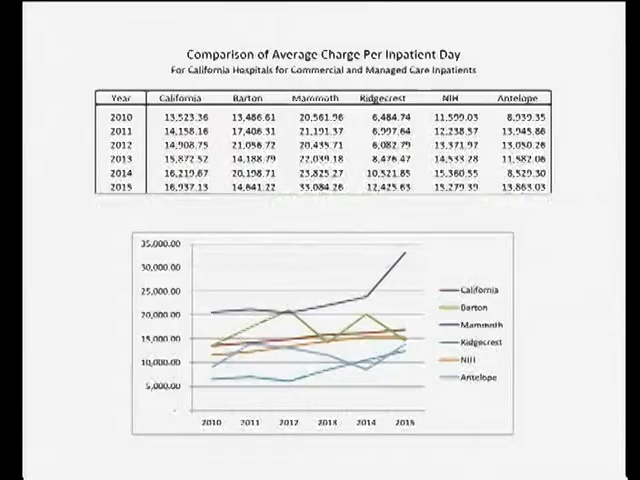 Comparison of Average Charge Per Inpatient Day
For California Hospitals for Commercial and Managed Care Inpatients
Year California Barton Mammoth Ridgecrest NIH Antelope
2010 13,523.36 13,486.61 20,561.96 6,484.74 11,599.03 8,939.35
2011 14,158.16 17,406.31 21,191.37 6,997.64 12,238.57 13,945.86
2012 14,908.75 21,056.72 20,435.71 6,082.79 13,371.97 13,050.26
2013 15,872.52 14,188.79 22,039.18 8,476.47 14,533.28 11,582.06
2014 16,219.67 20,198.71 23,825.27 10,521.85 15,360.55 8,529.30
2015 16,937.13 14,641.22 33,084.26 12,425.63 15,279.39 13,863.03
35,000.00
30,000.00
25,000.00
20,000.00
15,000.00
10,000.00
5,000.00
-
2010 2011 2012 2013 2014 2015
California
Barton
Mammoth
Ridgecrest
NIH
Antelope